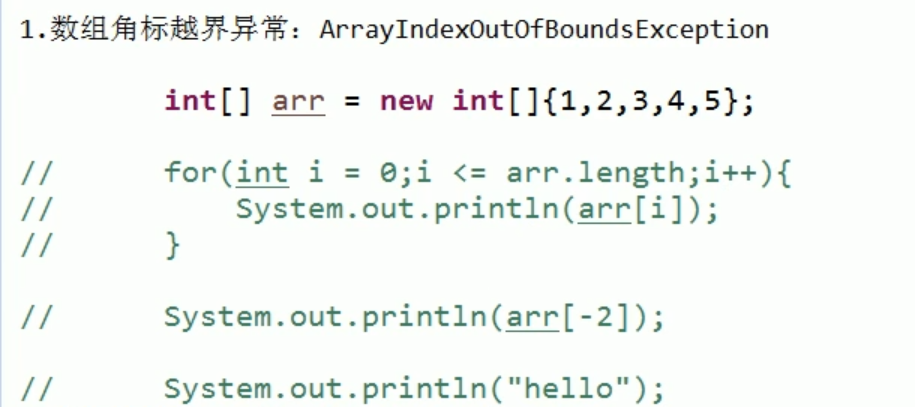 1.数组角标越界异常：ArrayIndexOutOfBoundsException
int[] arr = new int[]{1,2,3,4,5};
// for(int i = 0;i <= arr.length;i++){
// System.out.println(arr[i]);
// }
// System.out.println(arr[-2]);
// System.out.println("hello");